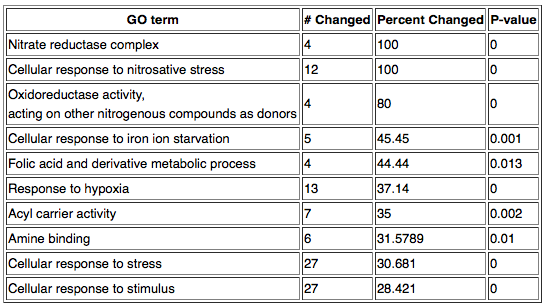 GO term # Changed Percent Changed P-value
Nitrate reductase complex 4 100 0
Cellular response to nitrosative stress 12 100 0
Oxidoreductase activity,
acting on other nitrogenous compounds as donors 4 80 0
Cellular response to iron ion starvation 5 45.45 0.001
Folic acid and derivative metabolic process 4 44.44 0.013
Response to hypoxia 13 37.14 0
Acyl carrier activity 7 35 0.002
Amine binding 6 31.5789 0.01
Cellular response to stress 27 30.681 0
Cellular response to stimulus 27 28.421 0